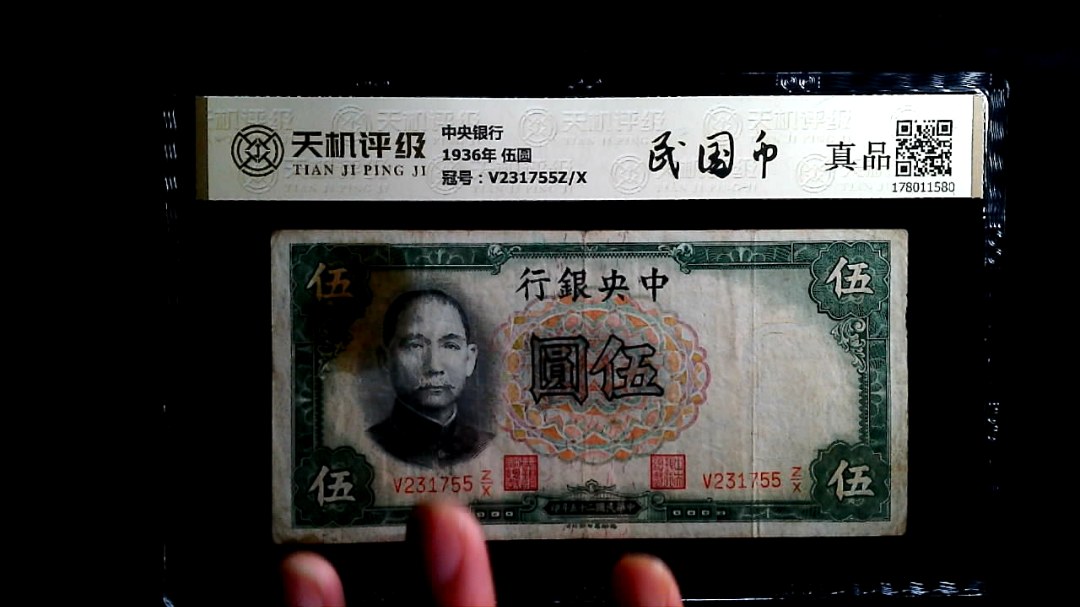 天机评级
TIAN JI PING JI
中央银行
1936年 伍圆
冠号：V231755Z/X
民国币
真品
178011580
伍
行銀央中
伍
圓伍
V231755 Z/X
V231755 Z/X
伍
伍